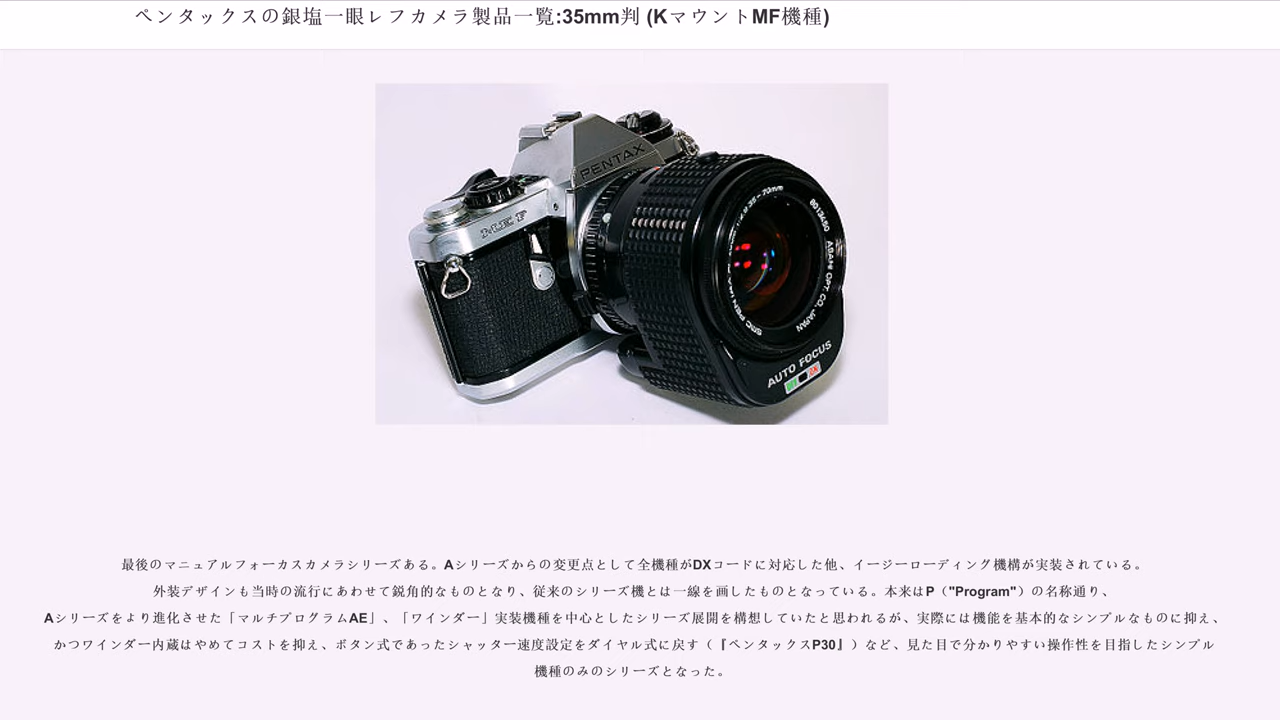 ペンタックスの銀塩一眼レフカメラ製品一覧:35mm判 (KマウントMF機種)
PENTAX
ME F
35~70mm
8013450
ASAHI OPT. CO., JAPAN
SMC PENTAX
AUTO FOCUS
最後のマニュアルフォーカスカメラシリーズある。Aシリーズからの変更点として全機種がDXコードに対応した他、イージーローディング機構が実装されている。
外装デザインも当時の流行にあわせて鋭角的なものとなり、従来のシリーズ機とは一線を画したものとなっている。本来はP（"Program"）の名称通り、
Aシリーズをより進化させた「マルチプログラムAE」、「ワインダー」実装機種を中心としたシリーズ展開を構想していたと思われるが、実際には機能を基本的なシンプルなものに抑え、
かつワインダー内蔵はやめてコストを抑え、ボタン式であったシャッター速度設定をダイヤル式に戻す（『ペンタックスP30』）など、見た目で分かりやすい操作性を目指したシンプル
機種のみのシリーズとなった。